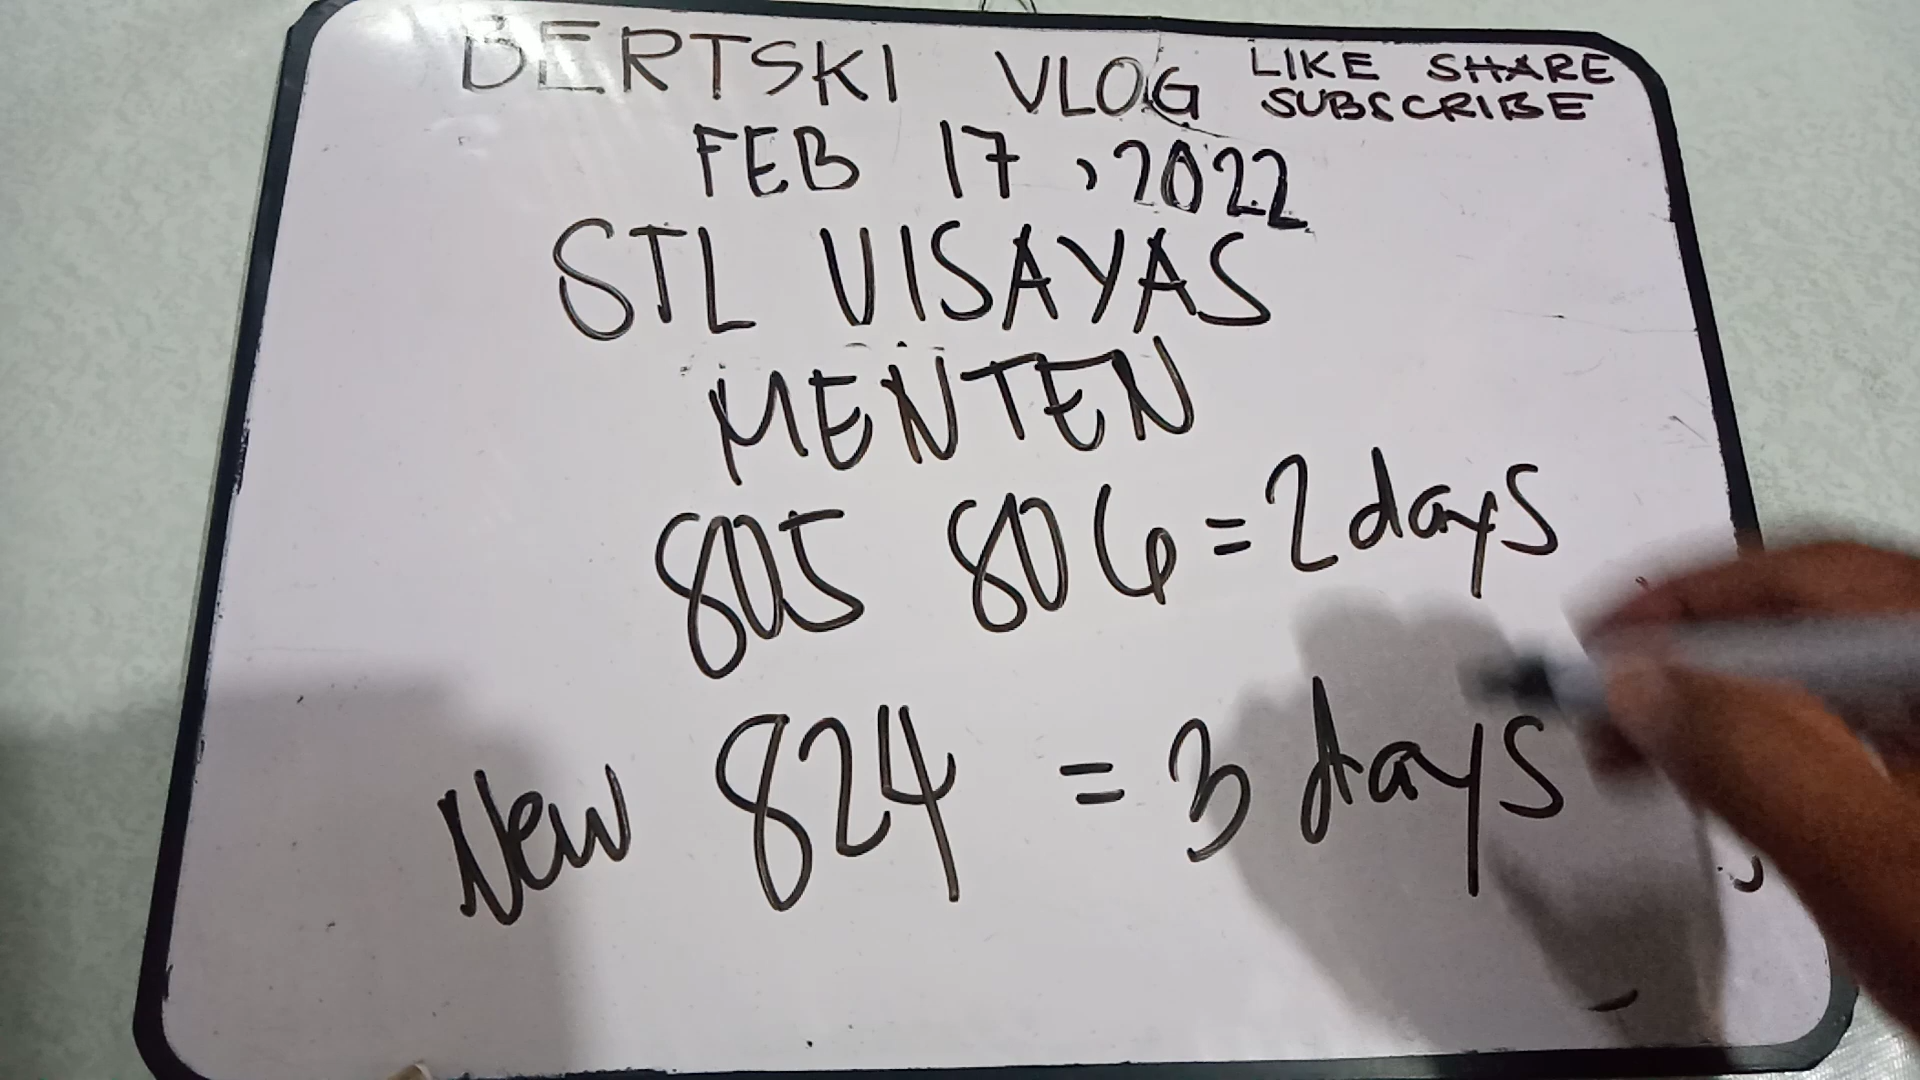 BERTSKI VLOG LIKE SHARE
SUBSCRIBE
FEB 17, 2022
STL VISAYAS
MENTEN
805 806 = 2 days
New 824 = 3 days